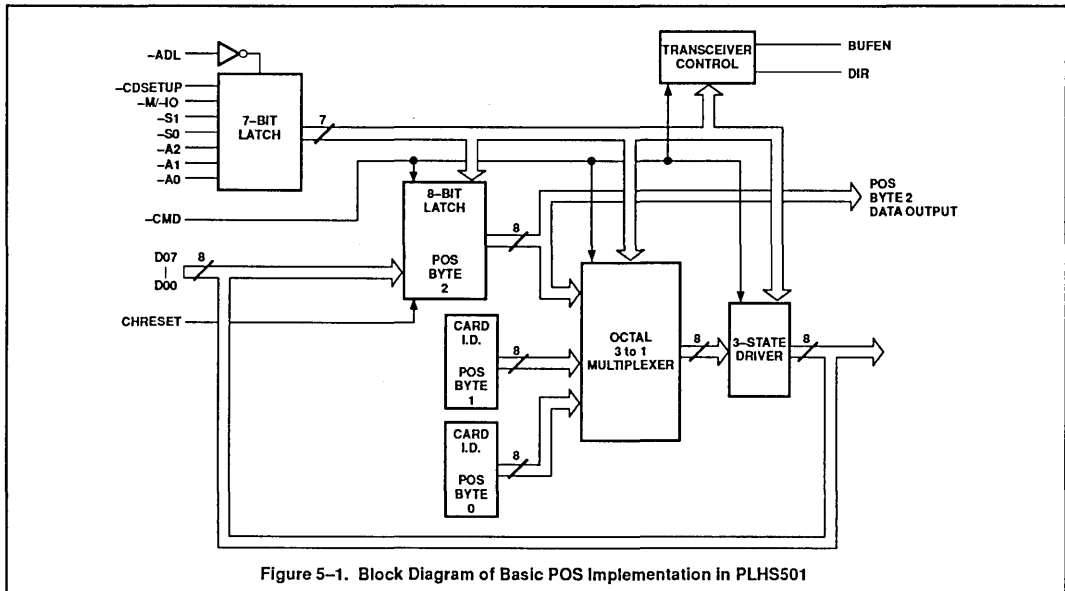 -ADL
-CDSETUP
-M/-IO
-S1
-S0
-A2
-A1
-A0
7-BIT
LATCH
7
TRANSCEIVER
CONTROL
BUFEN
DIR
-CMD
8-BIT
LATCH
POS
BYTE
2
8
POS
BYTE 2
DATA OUTPUT
D07
D00
8
CHRESET
CARD
I.D.
POS
BYTE
1
8
CARD
I.D.
POS
BYTE
0
8
OCTAL
3 to 1
MULTIPLEXER
8
3-STATE
DRIVER
8
Figure 5-1. Block Diagram of Basic POS Implementation in PLHS501